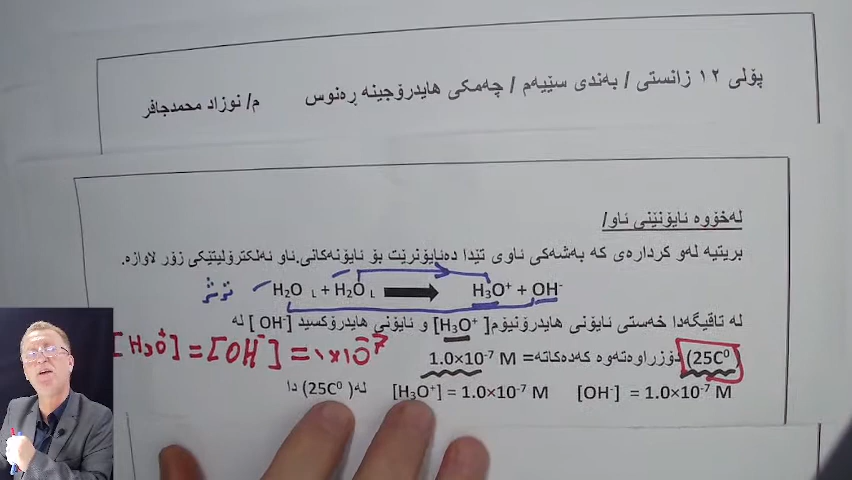 پۆلی ١٢ زانستی / بەندی سێیەم / چەمکی هایدرۆجینە ڕەنوس م/ نوزاد محمدجافر
لەخۆوە ئایۆنێنی ئاو/
بریتیە لەو کردارەی کە بەشەکی ئاوی تێدا دەئایۆنرێت بۆ ئایۆنەکانی.ئاو ئەلکترۆلیتێکی زۆر لاوازە.
H₂O L + H₂O L → H₃O⁺ + OH⁻
لە تاقیگەدا خەستی ئایۆنی هایدرۆنیۆم [H₃O⁺] و ئایۆنی هایدرۆکسید [OH⁻] لە
(25C⁰) دۆزراوەتەوە کەدەکاتە= 1.0×10⁻⁷ M
[H₃O⁺] = [OH⁻] = 1×10⁻⁷
[OH⁻] = 1.0×10⁻⁷ M [H₃O⁺] = 1.0×10⁻⁷ M لە( 25C⁰) دا